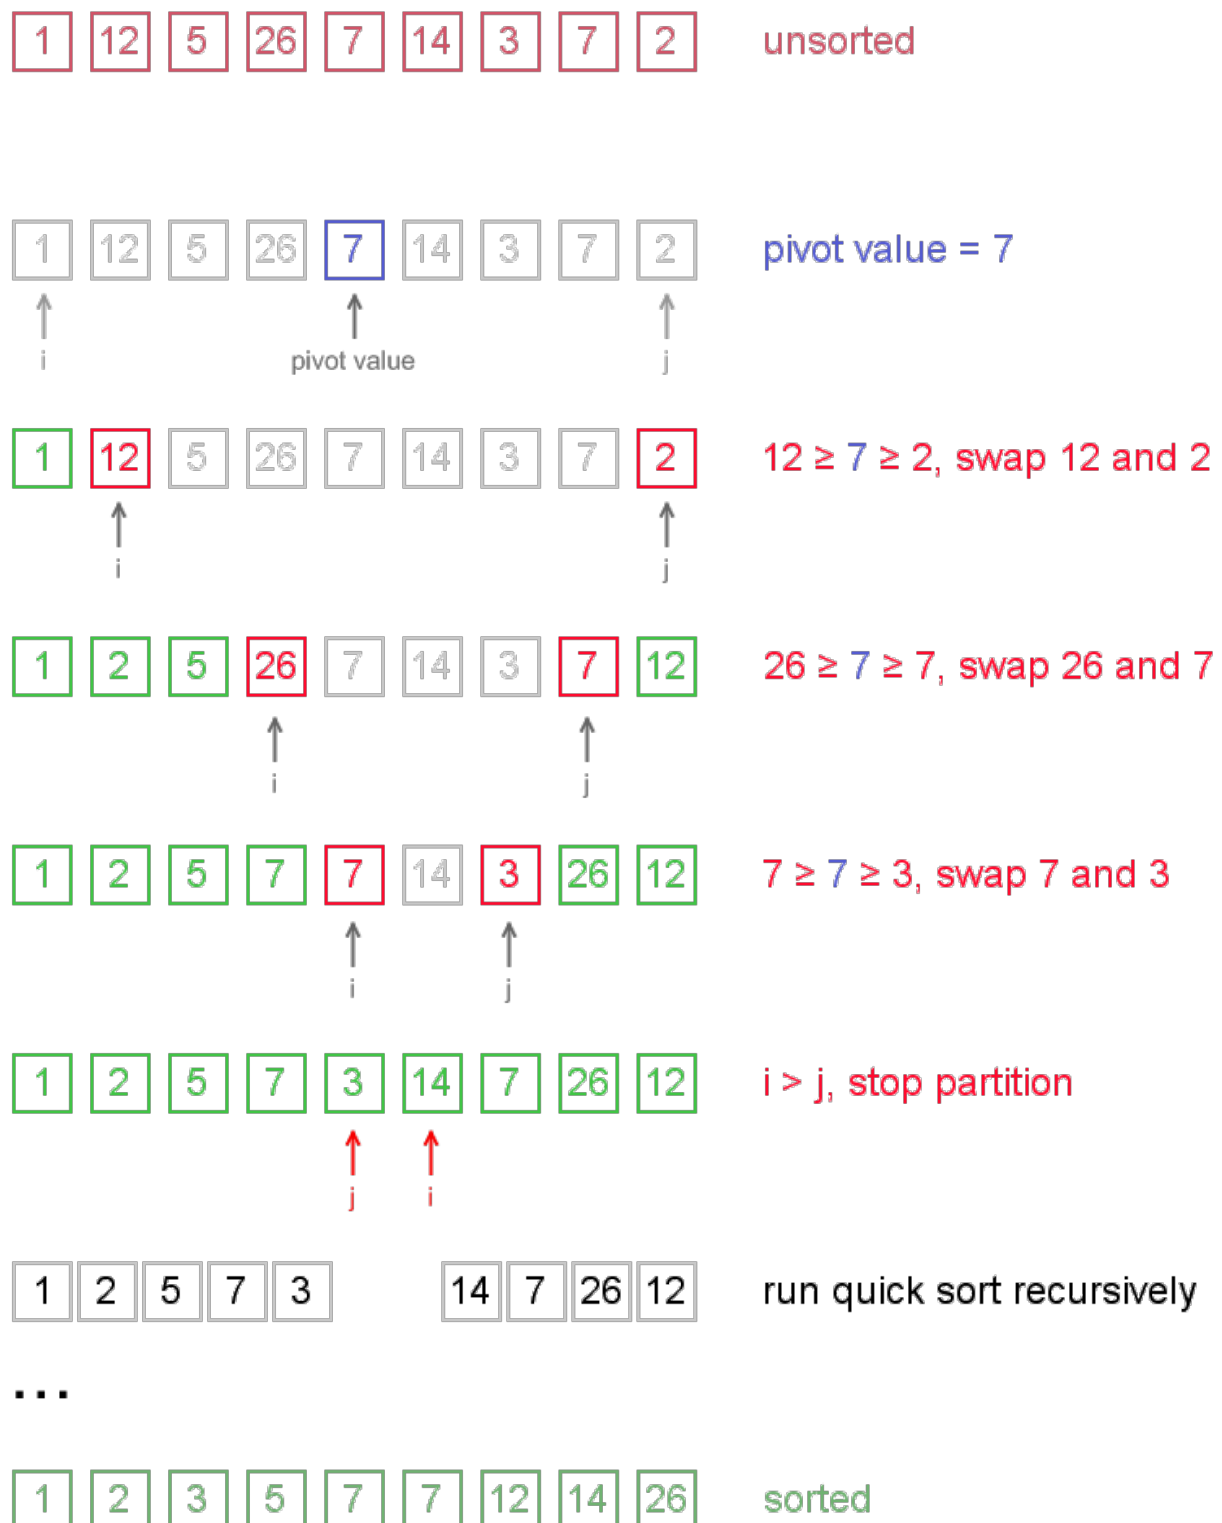 1 12 5 26 7 14 3 7 2 unsorted
1 12 5 26 7 14 3 7 2 pivot value = 7
i pivot value j
1 12 5 26 7 14 3 7 2 12 ≥ 7 ≥ 2, swap 12 and 2
i j
1 2 5 26 7 14 3 7 12 26 ≥ 7 ≥ 7, swap 26 and 7
i j
1 2 5 7 7 14 3 26 12 7 ≥ 7 ≥ 3, swap 7 and 3
i j
1 2 5 7 3 14 7 26 12 i > j, stop partition
j i
1 2 5 7 3 14 7 26 12 run quick sort recursively
...
1 2 3 5 7 7 12 14 26 sorted